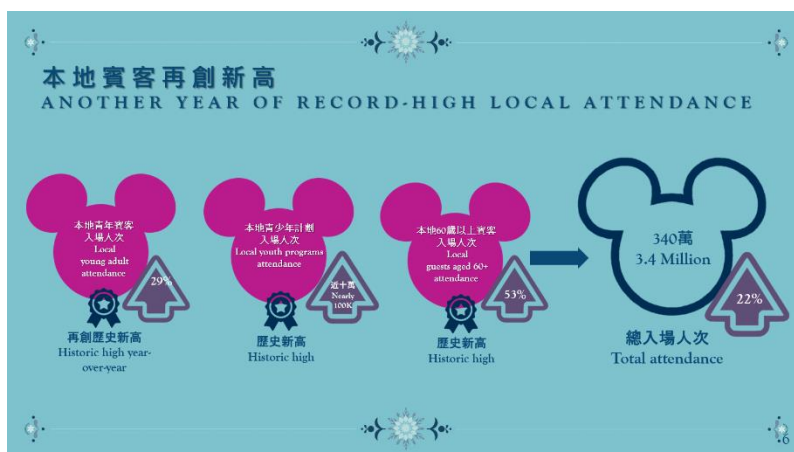 本地賓客再創新高
ANOTHER YEAR OF RECORD-HIGH LOCAL ATTENDANCE
本地青年賓客
入場人次
Local
young adult
attendance
29%
再創歷史新高
Historic high year-
over-year
本地青少年計劃
入場人次
Local youth programs
attendance
近十萬
Nearly
100K
歷史新高
Historic high
本地60歲以上賓客
入場人次
Local
guests aged 60+
attendance
53%
歷史新高
Historic high
340萬
3.4 Million
22%
總入場人次
Total attendance
6